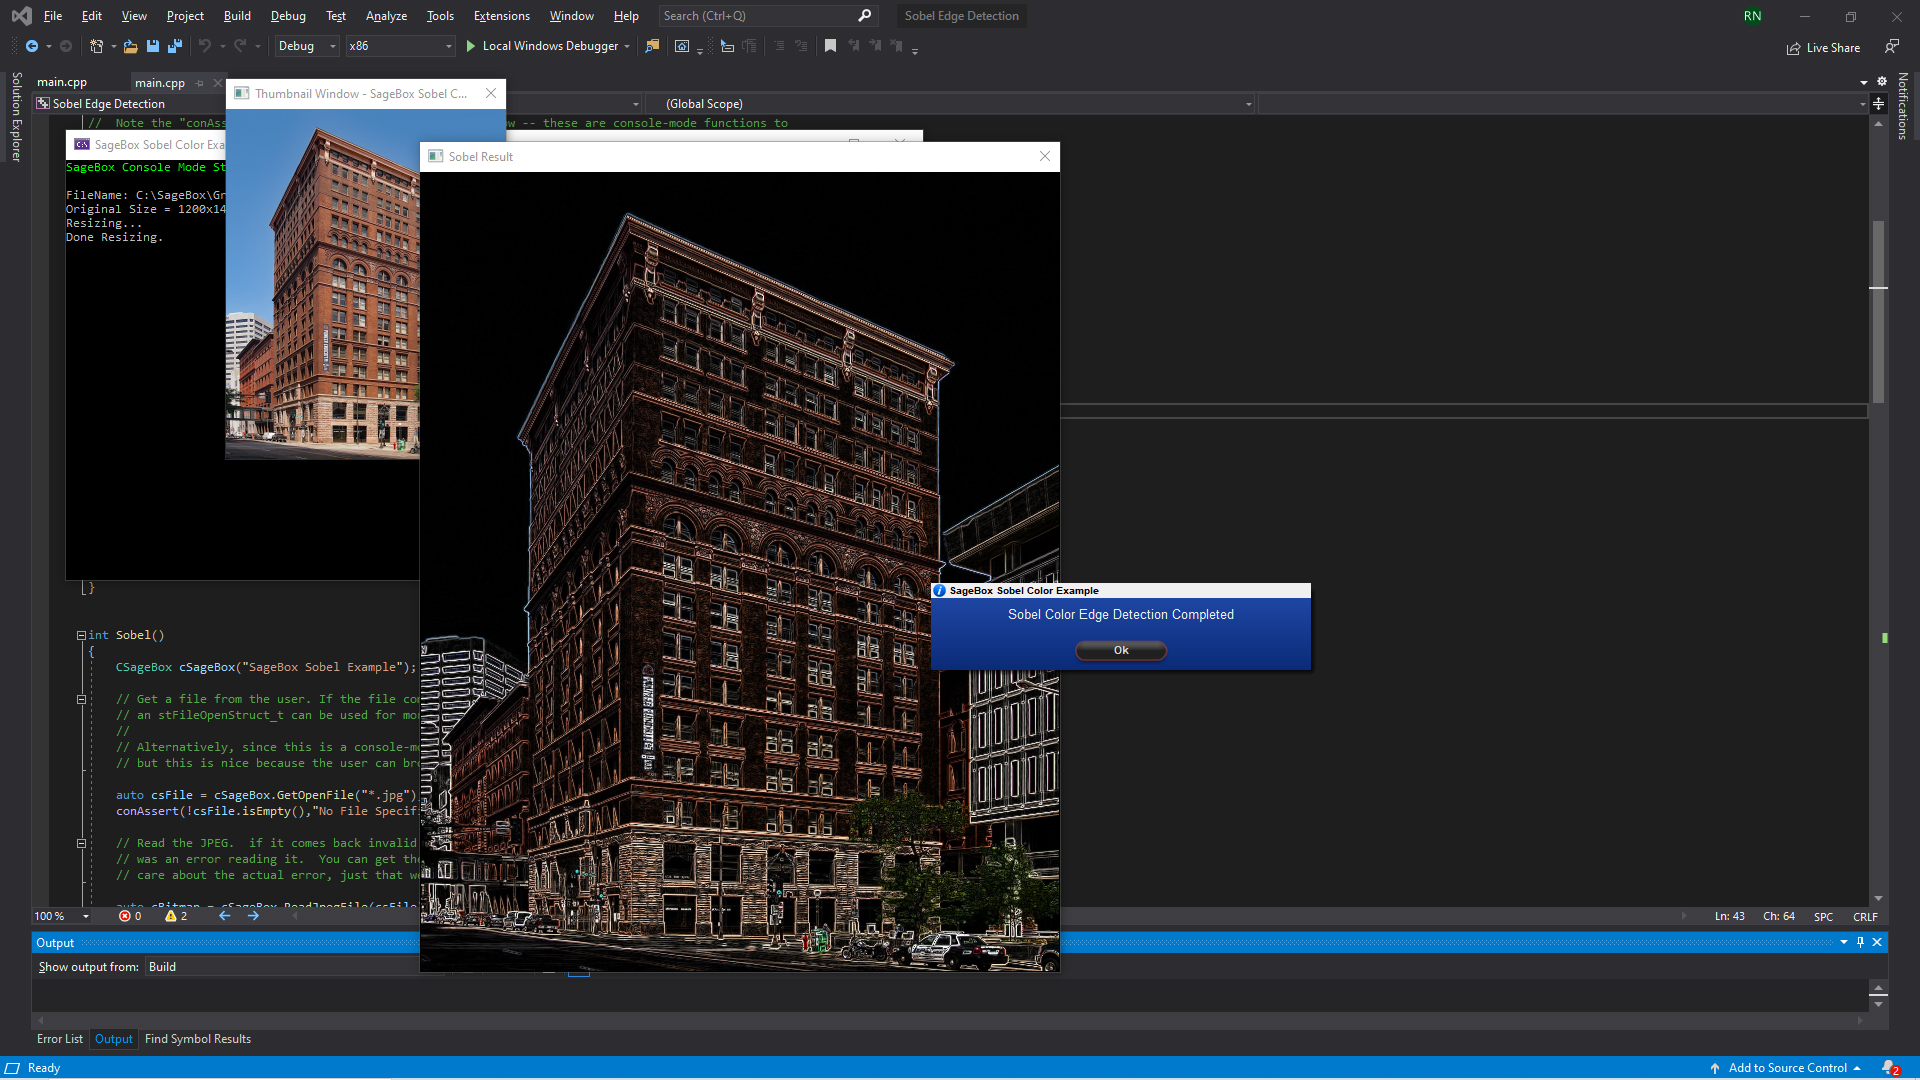 File Edit View Project Build Debug Test Analyze Tools Extensions Window Help Search (Ctrl+Q) Sobel Edge Detection RN
Debug x86 Local Windows Debugger Live Share
Solution Explorer
Notifications
main.cpp main.cpp
Sobel Edge Detection (Global Scope)
Thumbnail Window - SageBox Sobel C...
// Note the "conAss
ow -- these are console-mode functions to
SageBox Sobel Color Exa
SageBox Console Mode St
FileName: C:\SageBox\Gr
Original Size = 1200x14
Resizing...
Done Resizing.
Sobel Result
SageBox Sobel Color Example
Sobel Color Edge Detection Completed
Ok
}
int Sobel()
{
CSageBox cSageBox("SageBox Sobel Example");
// Get a file from the user. If the file co
// an stFileOpenStruct_t can be used for mo
//
// Alternatively, since this is a console-m
// but this is nice because the user can br
auto csFile = cSageBox.GetOpenFile("*.jpg")
conAssert(!csFile.isEmpty(),"No File Specif
// Read the JPEG.  if it comes back invalid
// was an error reading it.  You can get the
// care about the actual error, just that w
auto cBitmap = cSageBox.ReadJpegFile(csFile
100 % 0 2 Ln: 43 Ch: 64 SPC CRLF
Output
Show output from: Build
Error List Output Find Symbol Results
Ready Add to Source Control 2